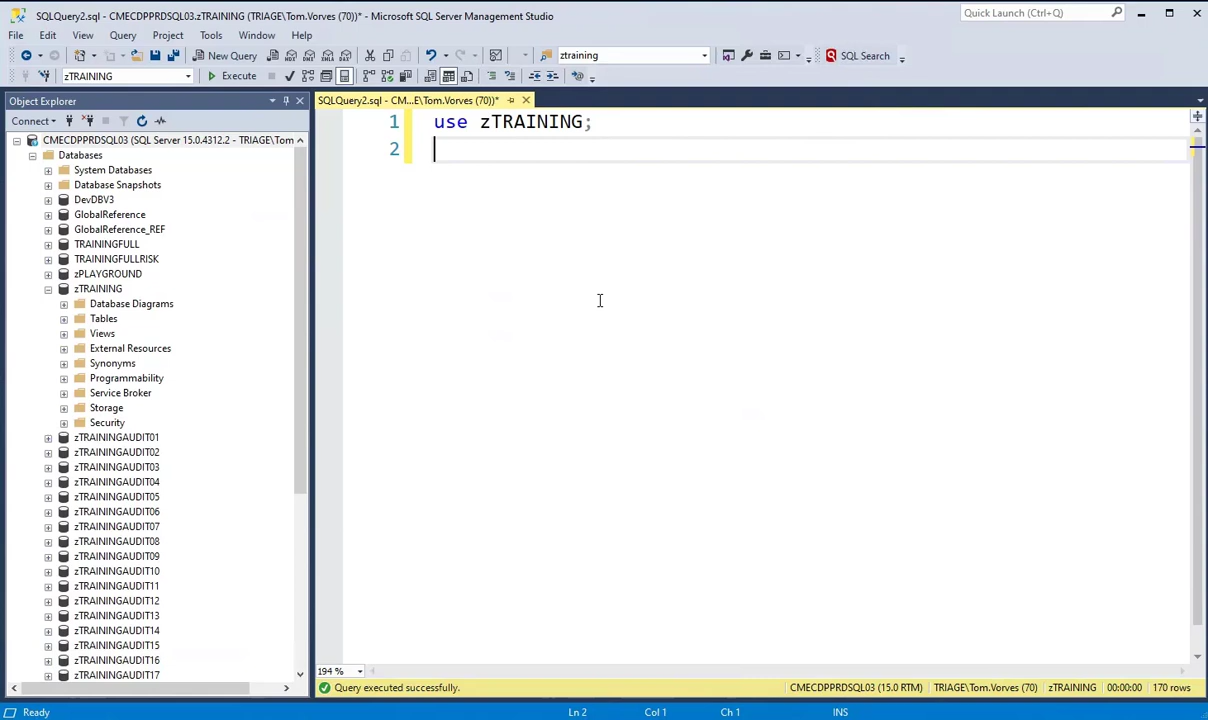 SQLQuery2.sql - CMECDPPRDSQL03.zTRAINING (TRIAGE\Tom.Vorves (70))* - Microsoft SQL Server Management Studio
Quick Launch (Ctrl+Q)
File Edit View Query Project Tools Window Help
New Query
MDX DMX XMLA DAX
ztraining
SQL Search
zTRAINING
Execute
Object Explorer
SQLQuery2.sql - CM...E\Tom.Vorves (70))*
Connect
CMECDPPRDSQL03 (SQL Server 15.0.4312.2 - TRIAGE\Tom
Databases
System Databases
Database Snapshots
DevDBV3
GlobalReference
GlobalReference_REF
TRAININGFULL
TRAININGFULLRISK
zPLAYGROUND
zTRAINING
Database Diagrams
Tables
Views
External Resources
Synonyms
Programmability
Service Broker
Storage
Security
zTRAININGAUDIT01
zTRAININGAUDIT02
zTRAININGAUDIT03
zTRAININGAUDIT04
zTRAININGAUDIT05
zTRAININGAUDIT06
zTRAININGAUDIT07
zTRAININGAUDIT08
zTRAININGAUDIT09
zTRAININGAUDIT10
zTRAININGAUDIT11
zTRAININGAUDIT12
zTRAININGAUDIT13
zTRAININGAUDIT14
zTRAININGAUDIT15
zTRAININGAUDIT16
zTRAININGAUDIT17
1 use zTRAINING;
2
194 %
Query executed successfully.
CMECDPPRDSQL03 (15.0 RTM) TRIAGE\Tom.Vorves (70) zTRAINING 00:00:00 170 rows
Ready
Ln 2 Col 1 Ch 1 INS